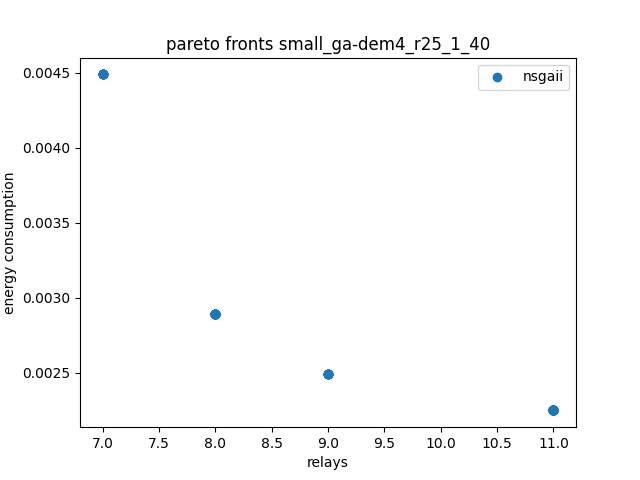 pareto fronts small_ga-dem4_r25_1_40
nsgaii
energy consumption
0.0045
0.0040
0.0035
0.0030
0.0025
7.0 7.5 8.0 8.5 9.0 9.5 10.0 10.5 11.0
relays